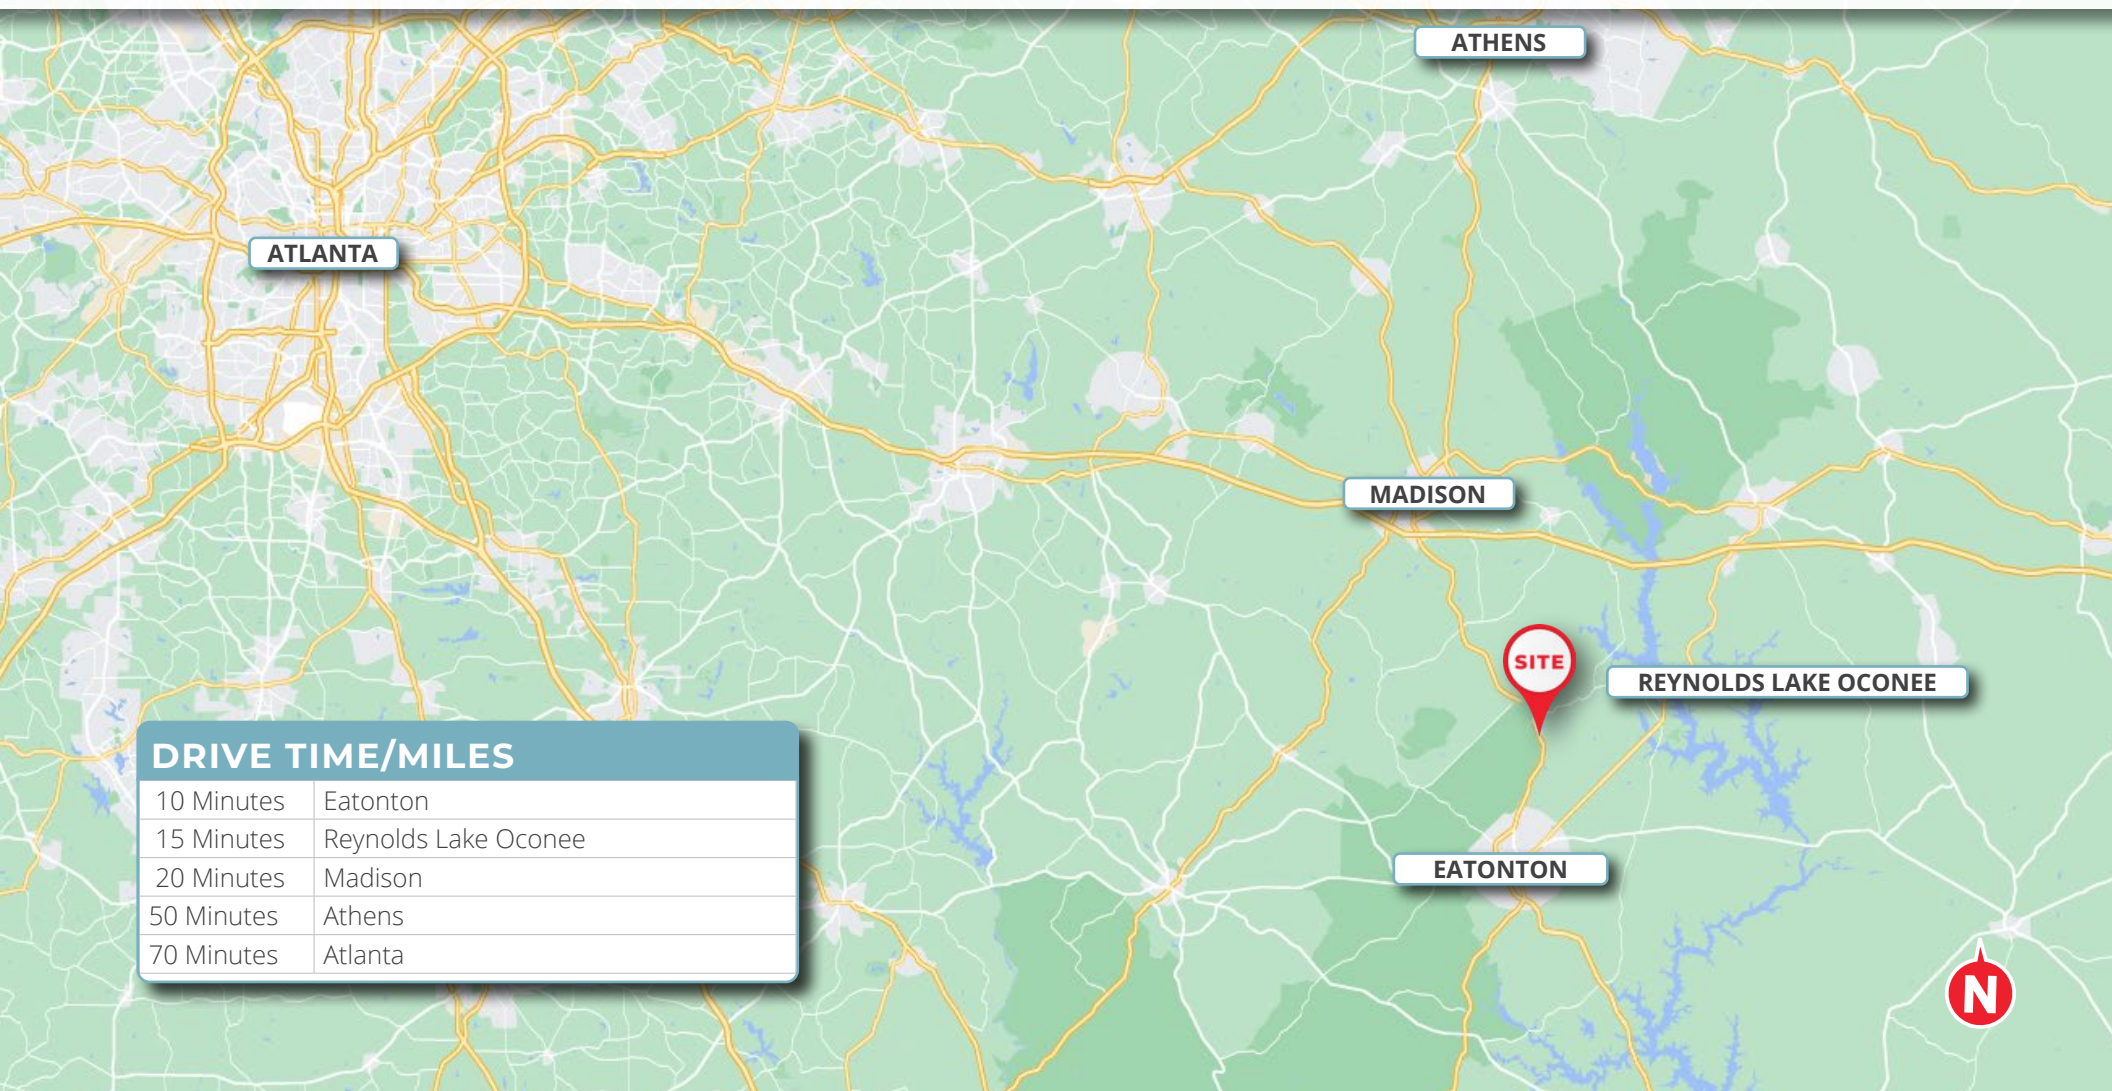 ATHENS
ATLANTA
MADISON
SITE
REYNOLDS LAKE OCONEE
EATONTON
DRIVE TIME/MILES
10 Minutes Eatonton
15 Minutes Reynolds Lake Oconee
20 Minutes Madison
50 Minutes Athens
70 Minutes Atlanta
N